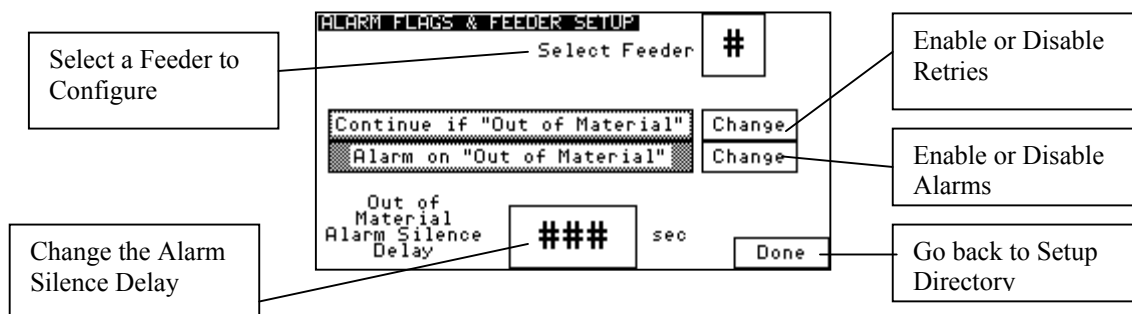 ALARM FLAGS & FEEDER SETUP
Select Feeder
#
Select a Feeder to
Configure
Enable or Disable
Retries
Continue if "Out of Material"
Change
Alarm on "Out of Material"
Change
Enable or Disable
Alarms
Out of
Material
Alarm Silence
Delay
###
sec
Done
Change the Alarm
Silence Delay
Go back to Setup
Directory